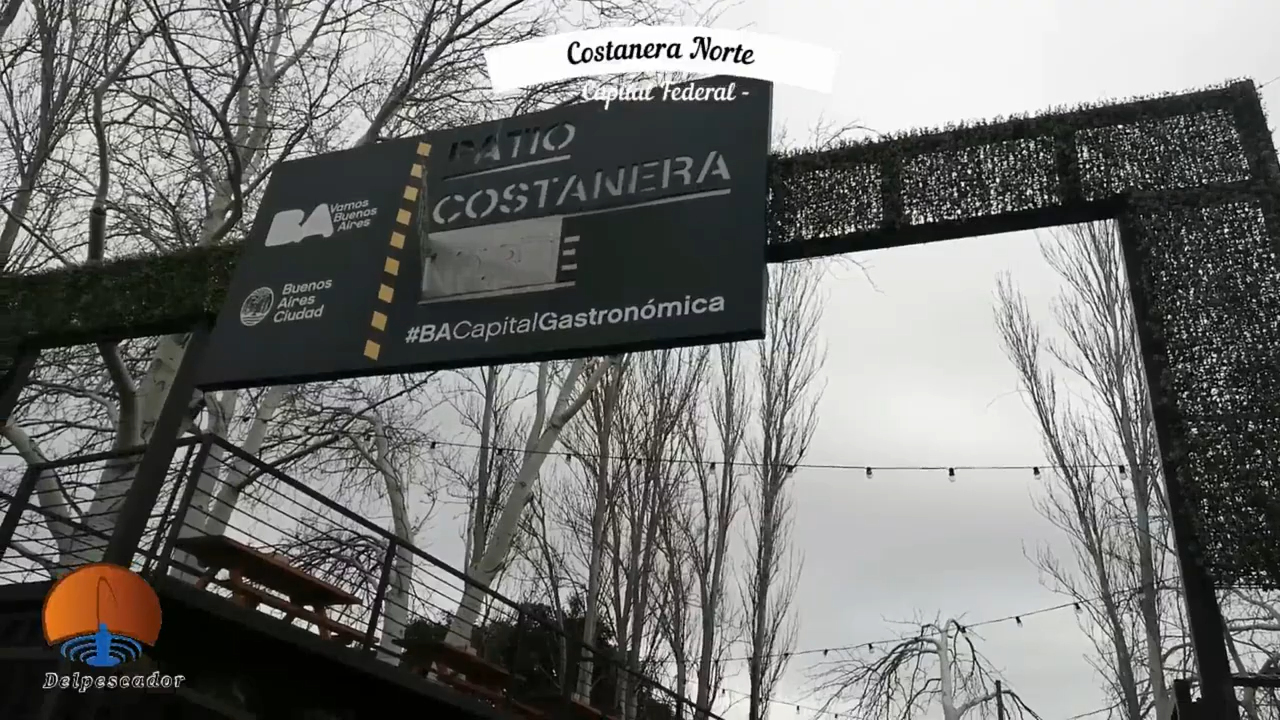 Costanera Norte
Capital Federal -
PATIO
COSTANERA
BA
Vamos
Buenos
Aires
Buenos
Aires
Ciudad
#BACapitalGastronómica
Delpescador